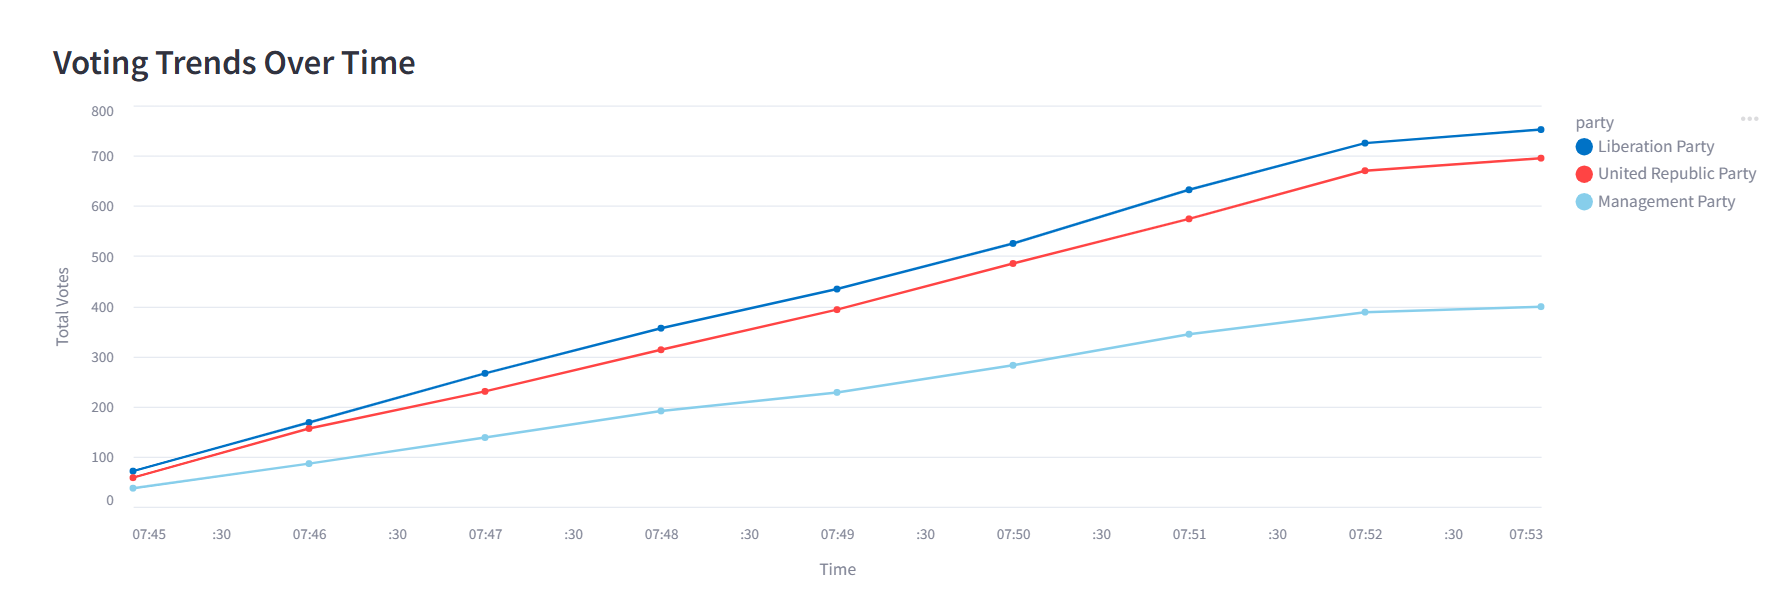 Voting Trends Over Time
800
700
600
500
400
300
200
100
0
Total Votes
07:45 :30 07:46 :30 07:47 :30 07:48 :30 07:49 :30 07:50 :30 07:51 :30 07:52 :30 07:53
Time
party
Liberation Party
United Republic Party
Management Party